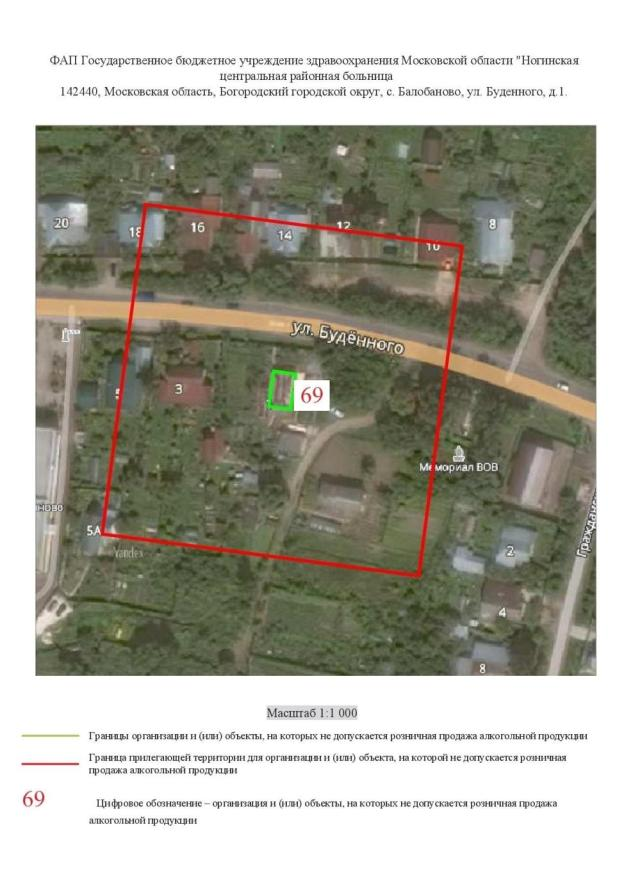 ФАП Государственное бюджетное учреждение здравоохранения Московской области "Ногинская
центральная районная больница
142440, Московская область, Богородский городской округ, с. Балобаново, ул. Буденного, д.1.
20
18
16
14
12
10
8
ул. Будённого
5
3
69
Мемориал ВОВ
ново
5А
Yandex
2
4
8
Масштаб 1:1 000
Границы организации и (или) объекты, на которых не допускается розничная продажа алкогольной продукции
Граница прилегающей территории для организации и (или) объекта, на которой не допускается розничная
продажа алкогольной продукции
69
Цифровое обозначение – организация и (или) объекты, на которых не допускается розничная продажа
алкогольной продукции